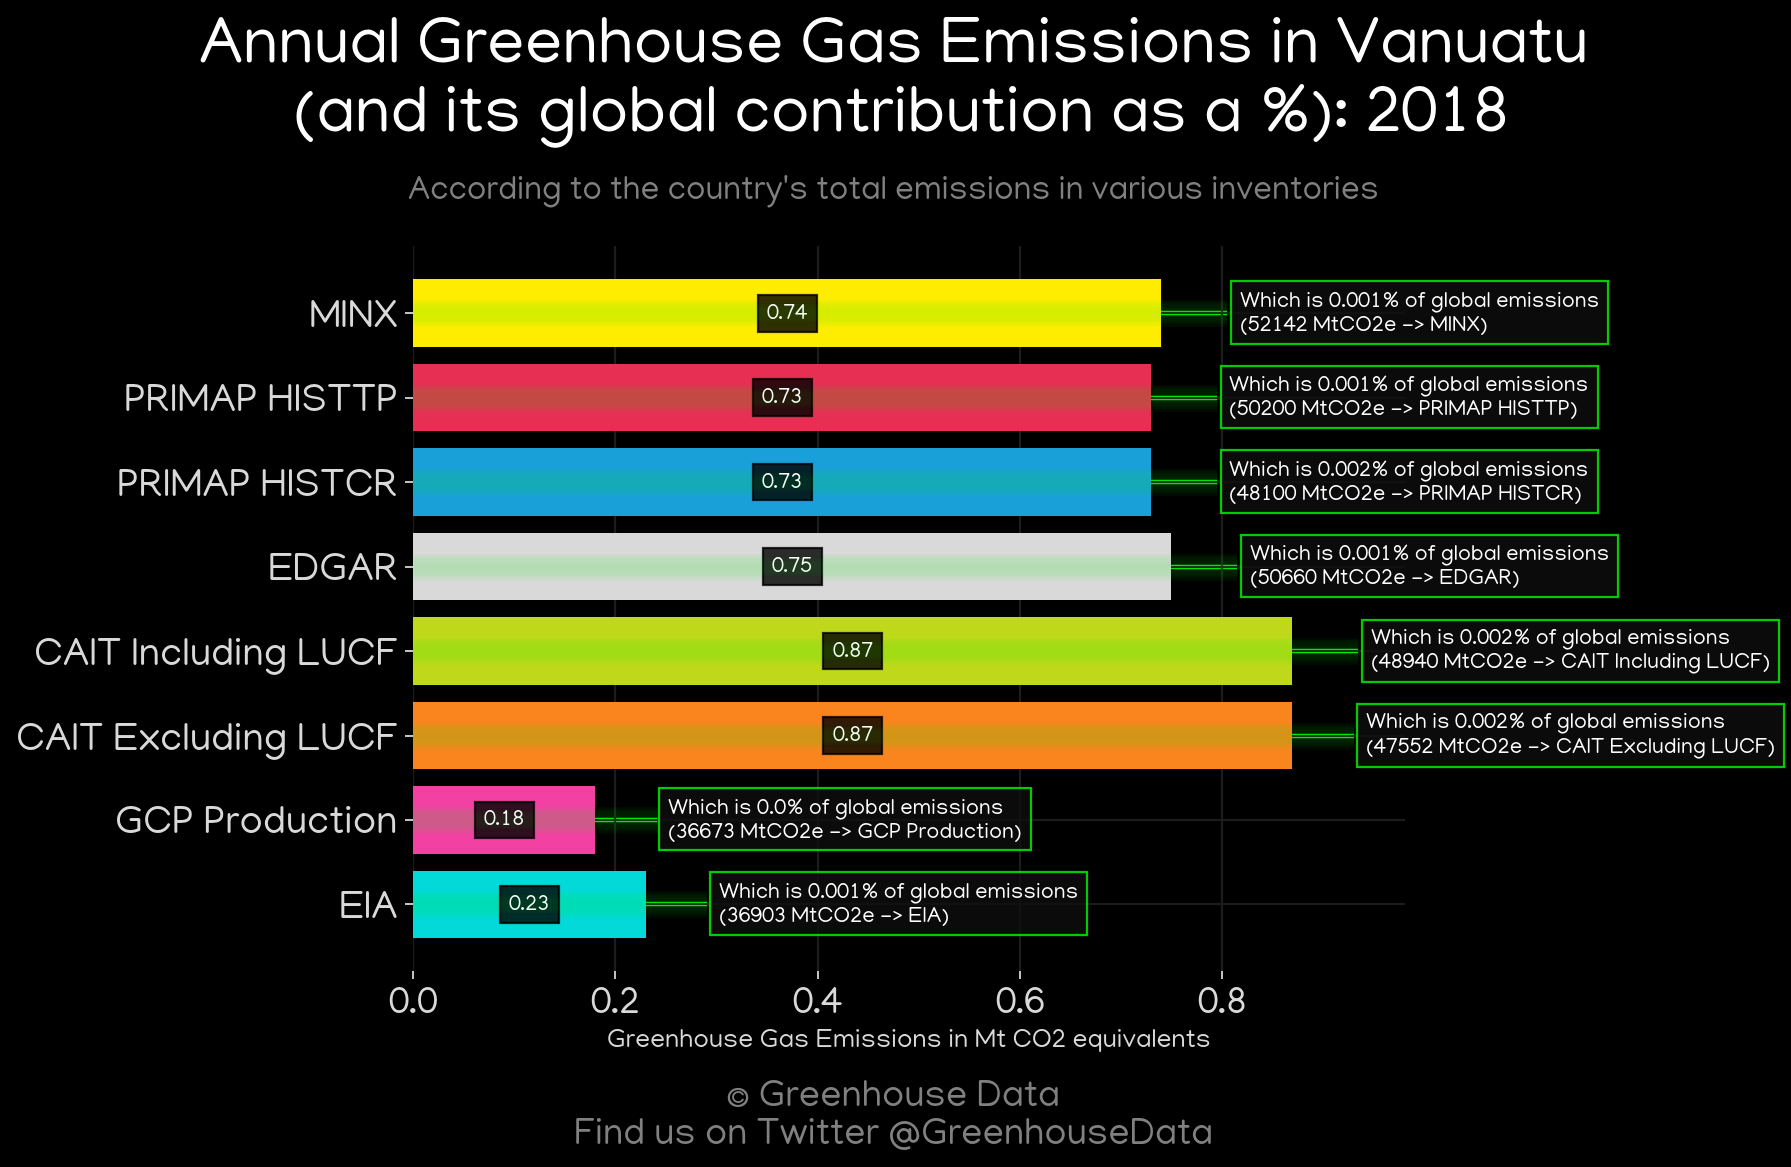 Annual Greenhouse Gas Emissions in Vanuatu
(and its global contribution as a %): 2018
According to the country's total emissions in various inventories
MINX
0.74
Which is 0.001% of global emissions
(52142 MtCO2e -> MINX)
PRIMAP HISTTP
0.73
Which is 0.001% of global emissions
(50200 MtCO2e -> PRIMAP HISTTP)
PRIMAP HISTCR
0.73
Which is 0.002% of global emissions
(48100 MtCO2e -> PRIMAP HISTCR)
EDGAR
0.75
Which is 0.001% of global emissions
(50660 MtCO2e -> EDGAR)
CAIT Including LUCF
0.87
Which is 0.002% of global emissions
(48940 MtCO2e -> CAIT Including LUCF)
CAIT Excluding LUCF
0.87
Which is 0.002% of global emissions
(47552 MtCO2e -> CAIT Excluding LUCF)
GCP Production
0.18
Which is 0.0% of global emissions
(36673 MtCO2e -> GCP Production)
EIA
0.23
Which is 0.001% of global emissions
(36903 MtCO2e -> EIA)
0.0 0.2 0.4 0.6 0.8
Greenhouse Gas Emissions in Mt CO2 equivalents
© Greenhouse Data
Find us on Twitter @GreenhouseData